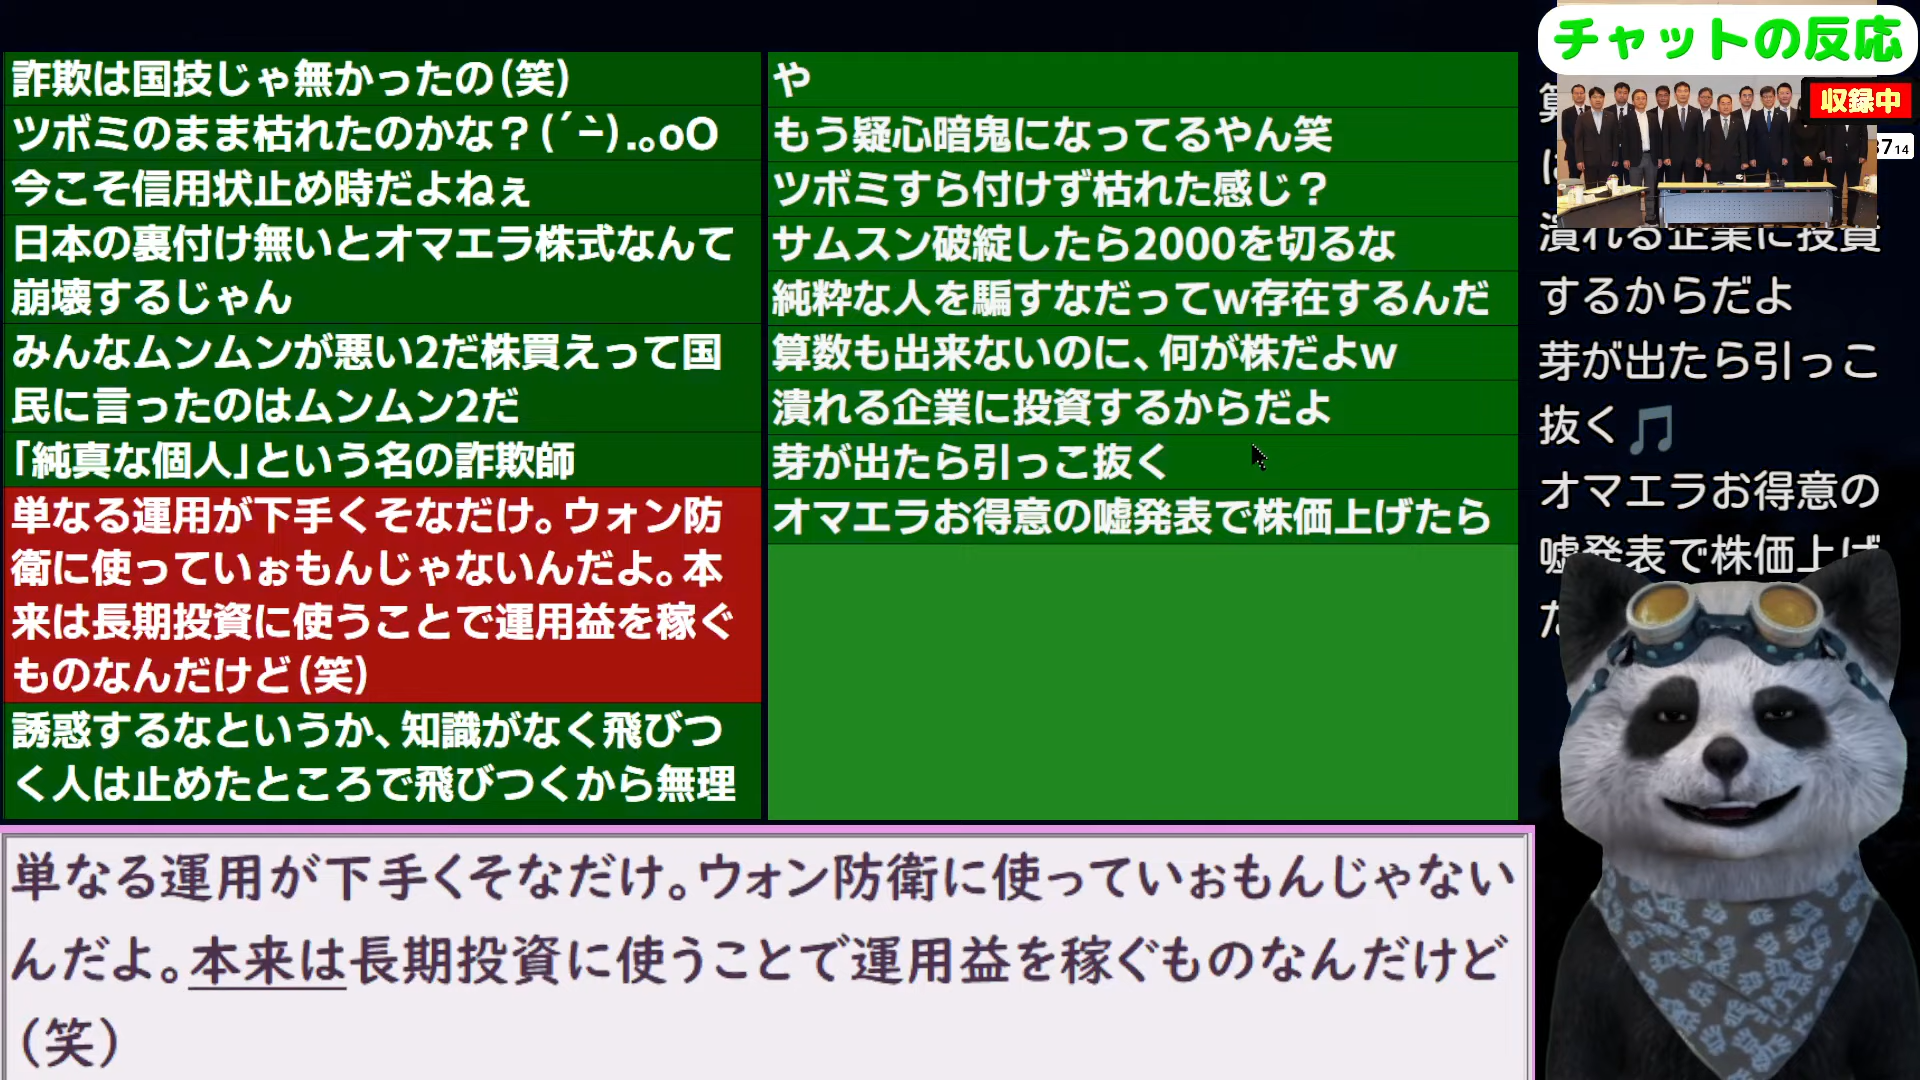 詐欺は国技じゃ無かったの(笑)
ツボミのまま枯れたのかな?(´-`).｡oO
今こそ信用状止め時だよねぇ
日本の裏付け無いとオマエラ株式なんて
崩壊するじゃん
みんなムンムンが悪い2だ株買えって国
民に言ったのはムンムン2だ
｢純真な個人｣という名の詐欺師
単なる運用が下手くそなだけ。ウォン防
衛に使っていぉもんじゃないんだよ。本
来は長期投資に使うことで運用益を稼ぐ
ものなんだけど(笑)
誘惑するなというか、知識がなく飛びつ
く人は止めたところで飛びつくから無理
や
もう疑心暗鬼になってるやん笑
ツボミすら付けず枯れた感じ?
サムスン破綻したら2000を切るな
純粋な人を騙すなだってw存在するんだ
算数も出来ないのに、何が株だよw
潰れる企業に投資するからだよ
芽が出たら引っこ抜く
オマエラお得意の嘘発表で株価上げたら
チャットの反応
収録中
3714
潰れる企業に投資
するからだよ
芽が出たら引っこ
抜く🎵
オマエラお得意の
嘘発表で株価上げ
単なる運用が下手くそなだけ。ウォン防衛に使っていぉもんじゃない
んだよ。本来は長期投資に使うことで運用益を稼ぐものなんだけど
(笑)